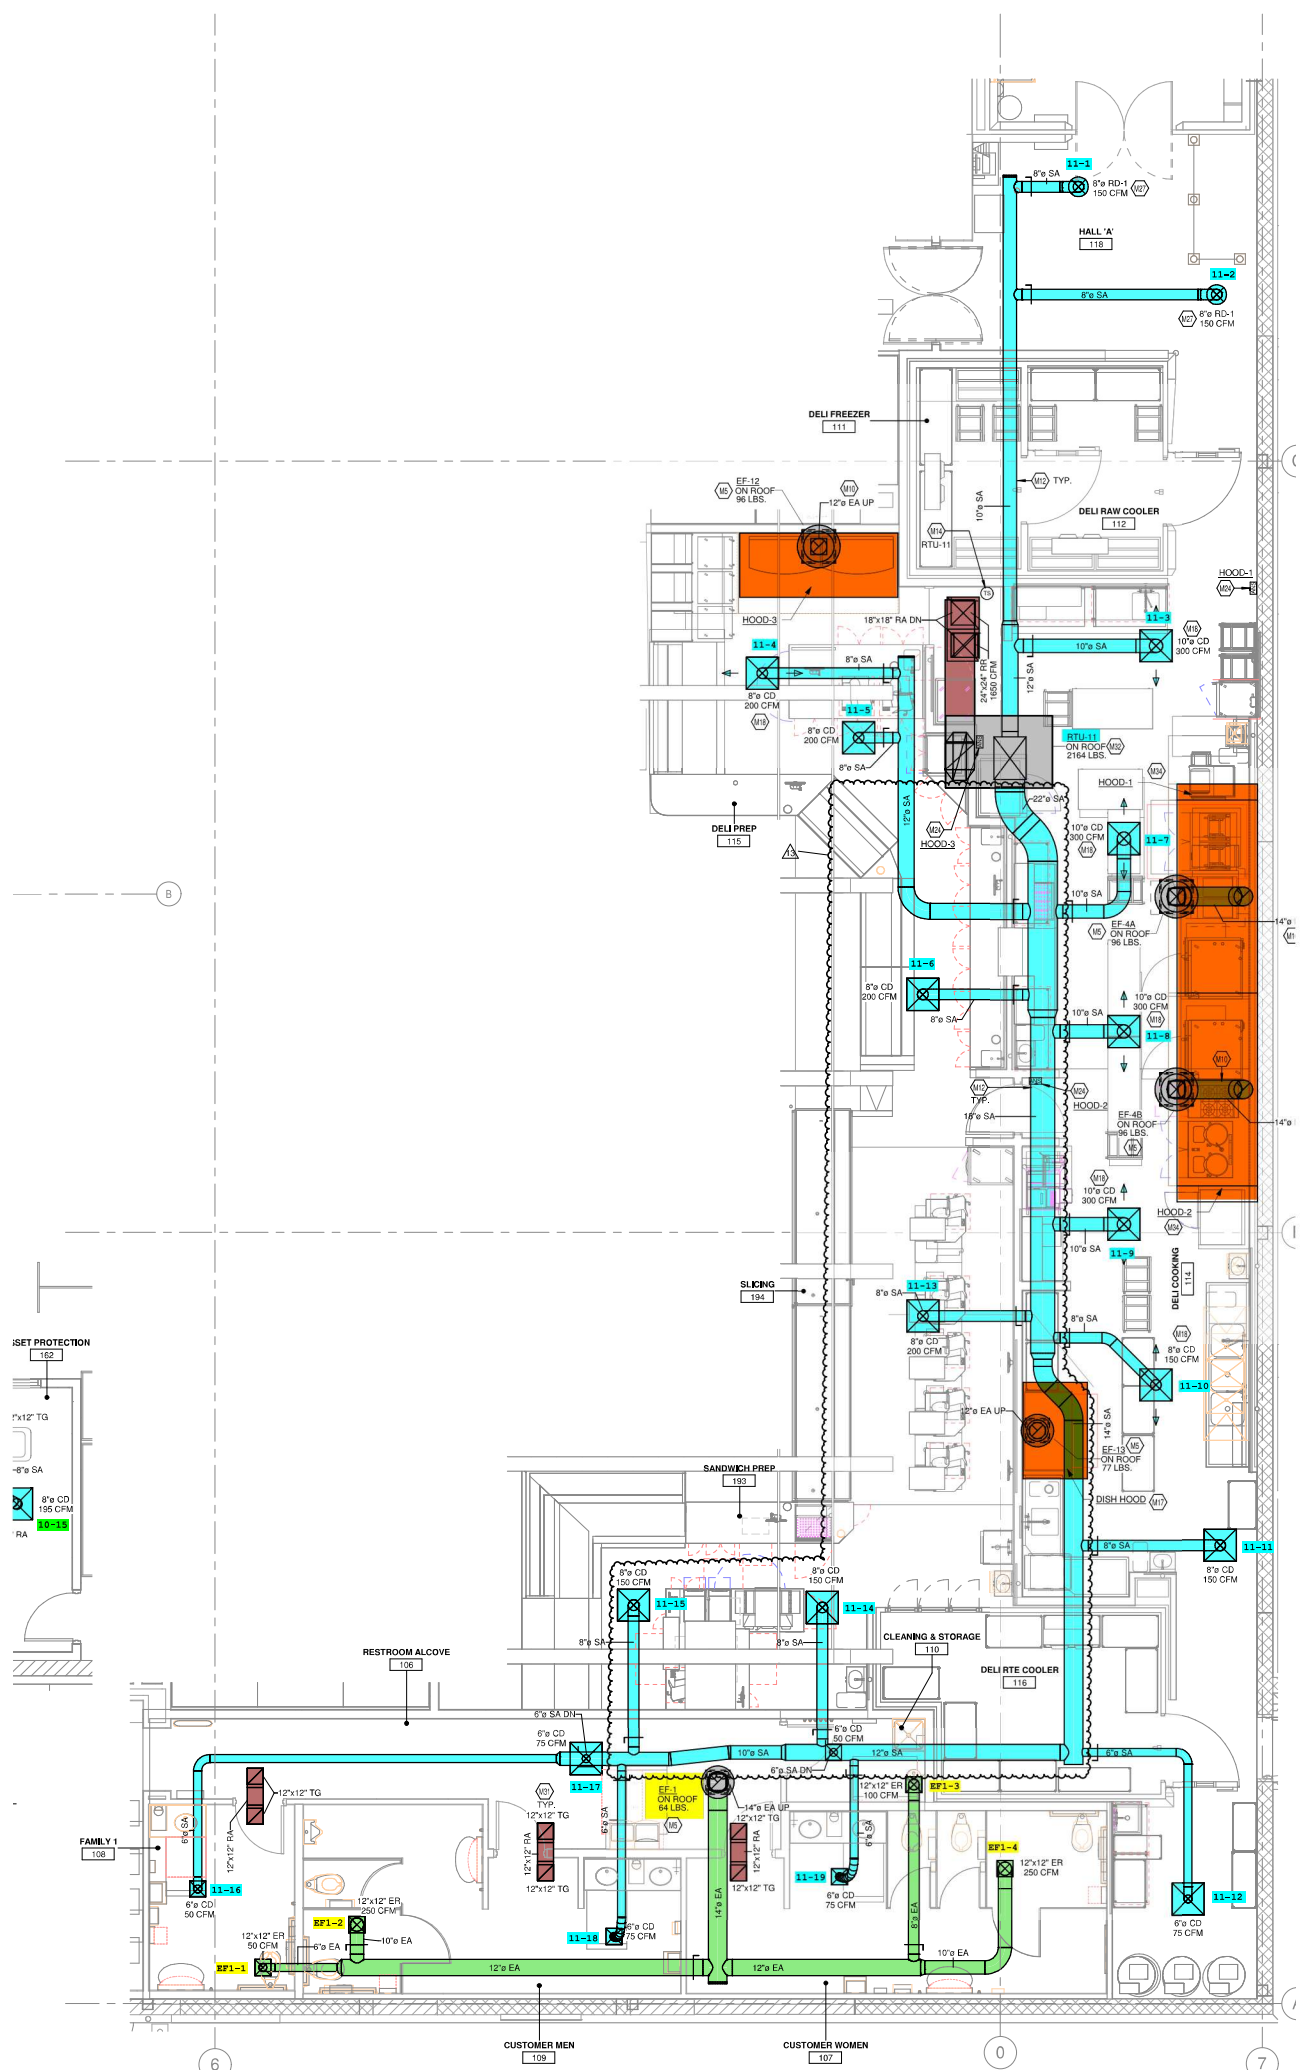 11-1
8"ø SA
8"ø RD-1
150 CFM
M27
HALL 'A'
118
11-2
8"ø SA
M27
8"ø RD-1
150 CFM
DELI FREEZER
111
C
EF-12
ON ROOF
96 LBS.
M5
M10
12"ø EA UP
10"ø SA
M12
TYP.
DELI RAW COOLER
112
M14
RTU-11
TS
HOOD-1
M24
HOOD-3
18"x18" RA DN
11-3
M16
10"ø CD
300 CFM
10"ø SA
11-4
8"ø SA
8"ø CD
200 CFM
M18
24"x24" RR
1650 CFM
12"ø SA
11-5
8"ø CD
200 CFM
8"ø SA
RTU-11
ON ROOF
2164 LBS.
M32
M34
HOOD-1
22"ø SA
12"ø SA
M24
HOOD-3
DELI PREP
115
13
10"ø CD
300 CFM
M18
11-7
B
10"ø SA
EF-4A
ON ROOF
96 LBS.
M5
14"ø
11-6
8"ø CD
200 CFM
8"ø SA
10"ø CD
300 CFM
M18
10"ø SA
11-8
M10
M12
TYP.
M24
HOOD-2
18"ø SA
EF-4B
ON ROOF
96 LBS.
M5
14"ø
M18
10"ø CD
300 CFM
HOOD-2
M34
10"ø SA
11-9
DELI COOKING
114
SLICING
194
11-13
8"ø SA
8"ø CD
200 CFM
8"ø SA
M18
8"ø CD
150 CFM
11-10
SSET PROTECTION
162
"x12" TG
8"ø SA
8"ø CD
195 CFM
10-15
RA
12"ø EA UP
14"ø SA
EF-13
ON ROOF
77 LBS.
M5
SANDWICH PREP
193
DISH HOOD
M17
8"ø SA
11-11
8"ø CD
150 CFM
8"ø CD
150 CFM
8"ø CD
150 CFM
11-15
11-14
8"ø SA
8"ø SA
CLEANING & STORAGE
110
RESTROOM ALCOVE
106
DELI RTE COOLER
116
6"ø SA DN
6"ø CD
75 CFM
6"ø CD
50 CFM
10"ø SA
12"ø SA
6"ø SA
6"ø SA DN
11-17
12"x12" TG
12"x12" RA
M31
TYP.
12"x12" TG
12"x12" RA
12"x12" TG
6"ø SA
EF-1
ON ROOF
64 LBS.
M5
14"ø EA UP
12"x12" TG
12"x12" RA
12"x12" TG
12"x12" ER
100 CFM
EF1-3
6"ø SA
6"ø SA
FAMILY 1
108
11-16
6"ø CD
50 CFM
EF1-4
12"x12" ER
250 CFM
11-19
6"ø CD
75 CFM
11-12
6"ø CD
75 CFM
12"x12" ER
250 CFM
EF1-2
10"ø EA
14"ø EA
8"ø EA
11-18
6"ø CD
75 CFM
12"x12" ER
50 CFM
6"ø EA
EF1-1
12"ø EA
12"ø EA
10"ø EA
A
CUSTOMER MEN
109
CUSTOMER WOMEN
107
6
0
7